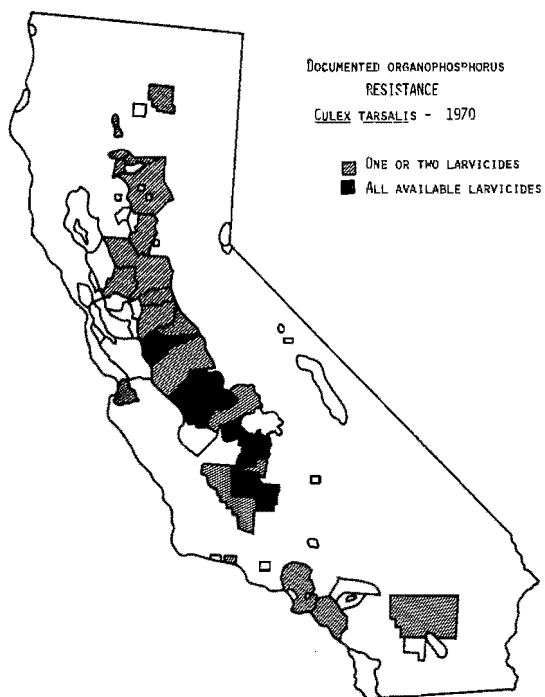 DOCUMENTED ORGANOPHOSPHORUS
RESISTANCE
CULEX TARSALIS - 1970
ONE OR TWO LARVICIDES
ALL AVAILABLE LARVICIDES